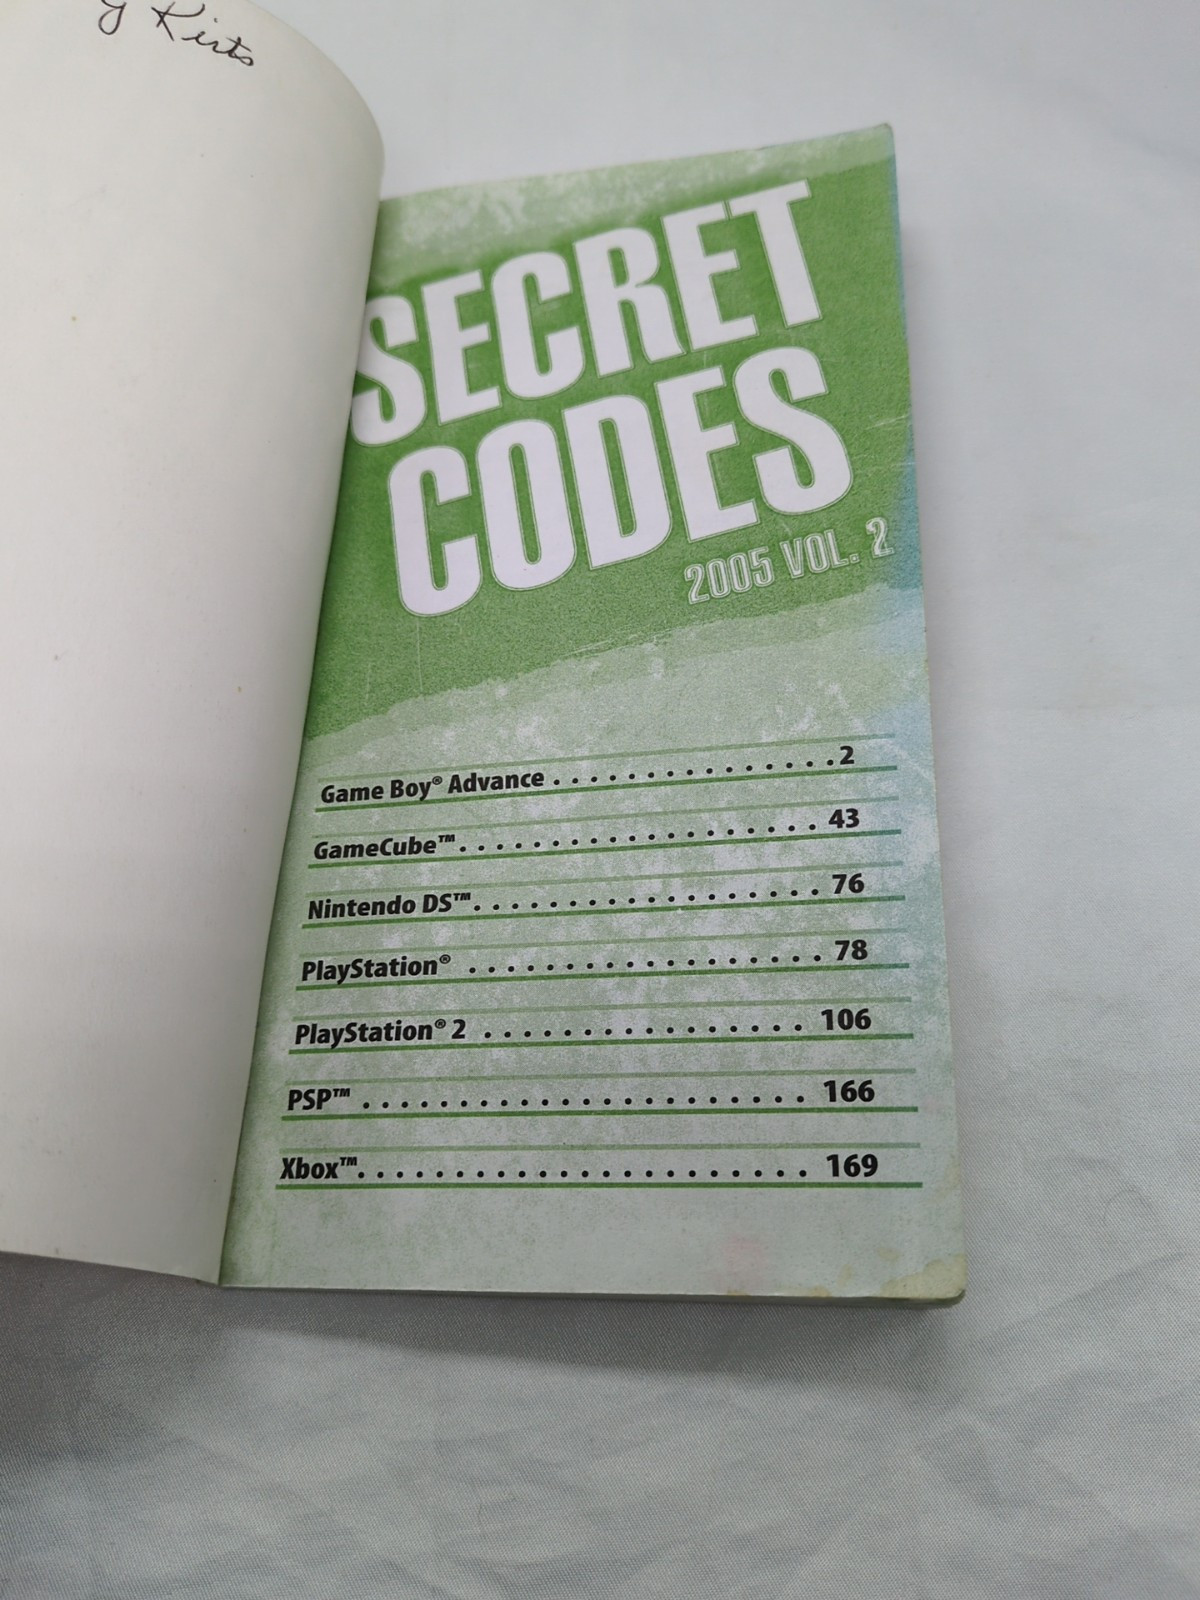 Kirts
SECRET
CODES
2005 VOL. 2
Game Boy® Advance . . . . . . . . . . . . . . . 2
GameCube™ . . . . . . . . . . . . . . . . . . . 43
Nintendo DS™ . . . . . . . . . . . . . . . . . . 76
PlayStation® . . . . . . . . . . . . . . . . . . . 78
PlayStation® 2 . . . . . . . . . . . . . . . . . 106
PSP™ . . . . . . . . . . . . . . . . . . . . . . . 166
Xbox™ . . . . . . . . . . . . . . . . . . . . . . . 169